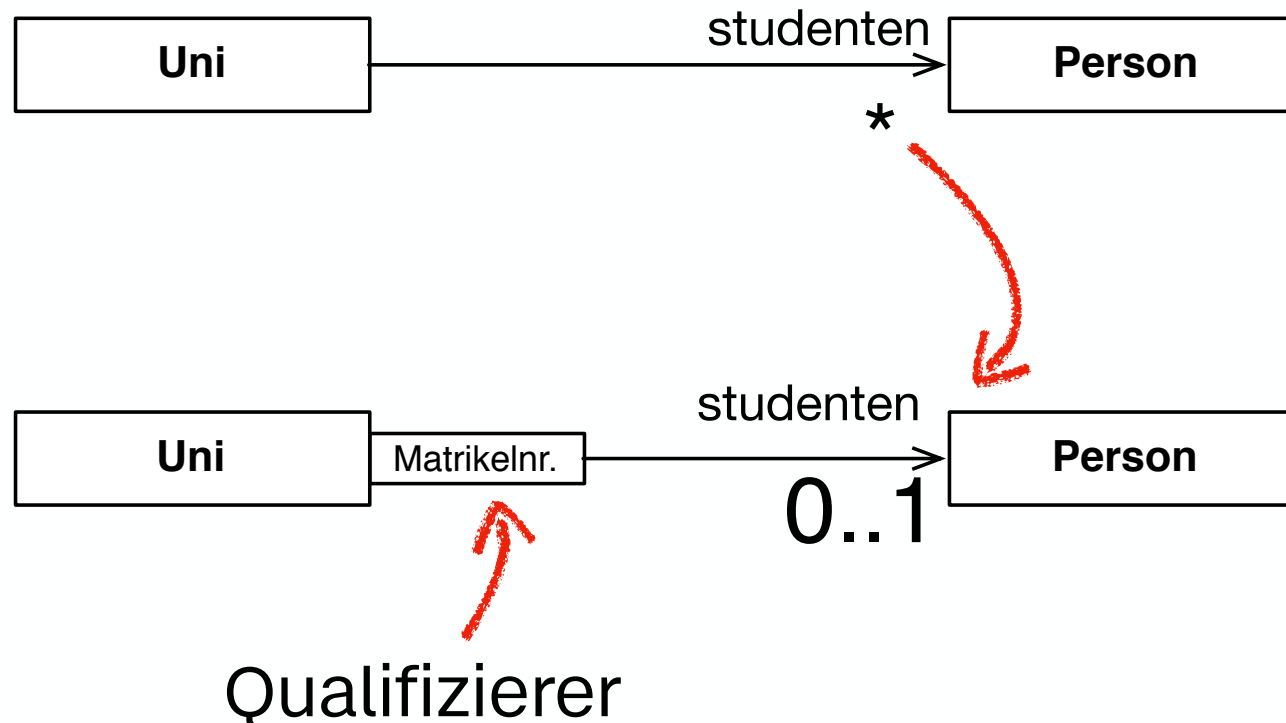 studenten
Uni
Person
*
studenten
Uni
Matrikelnr.
Person
0..1
Qualifizierer